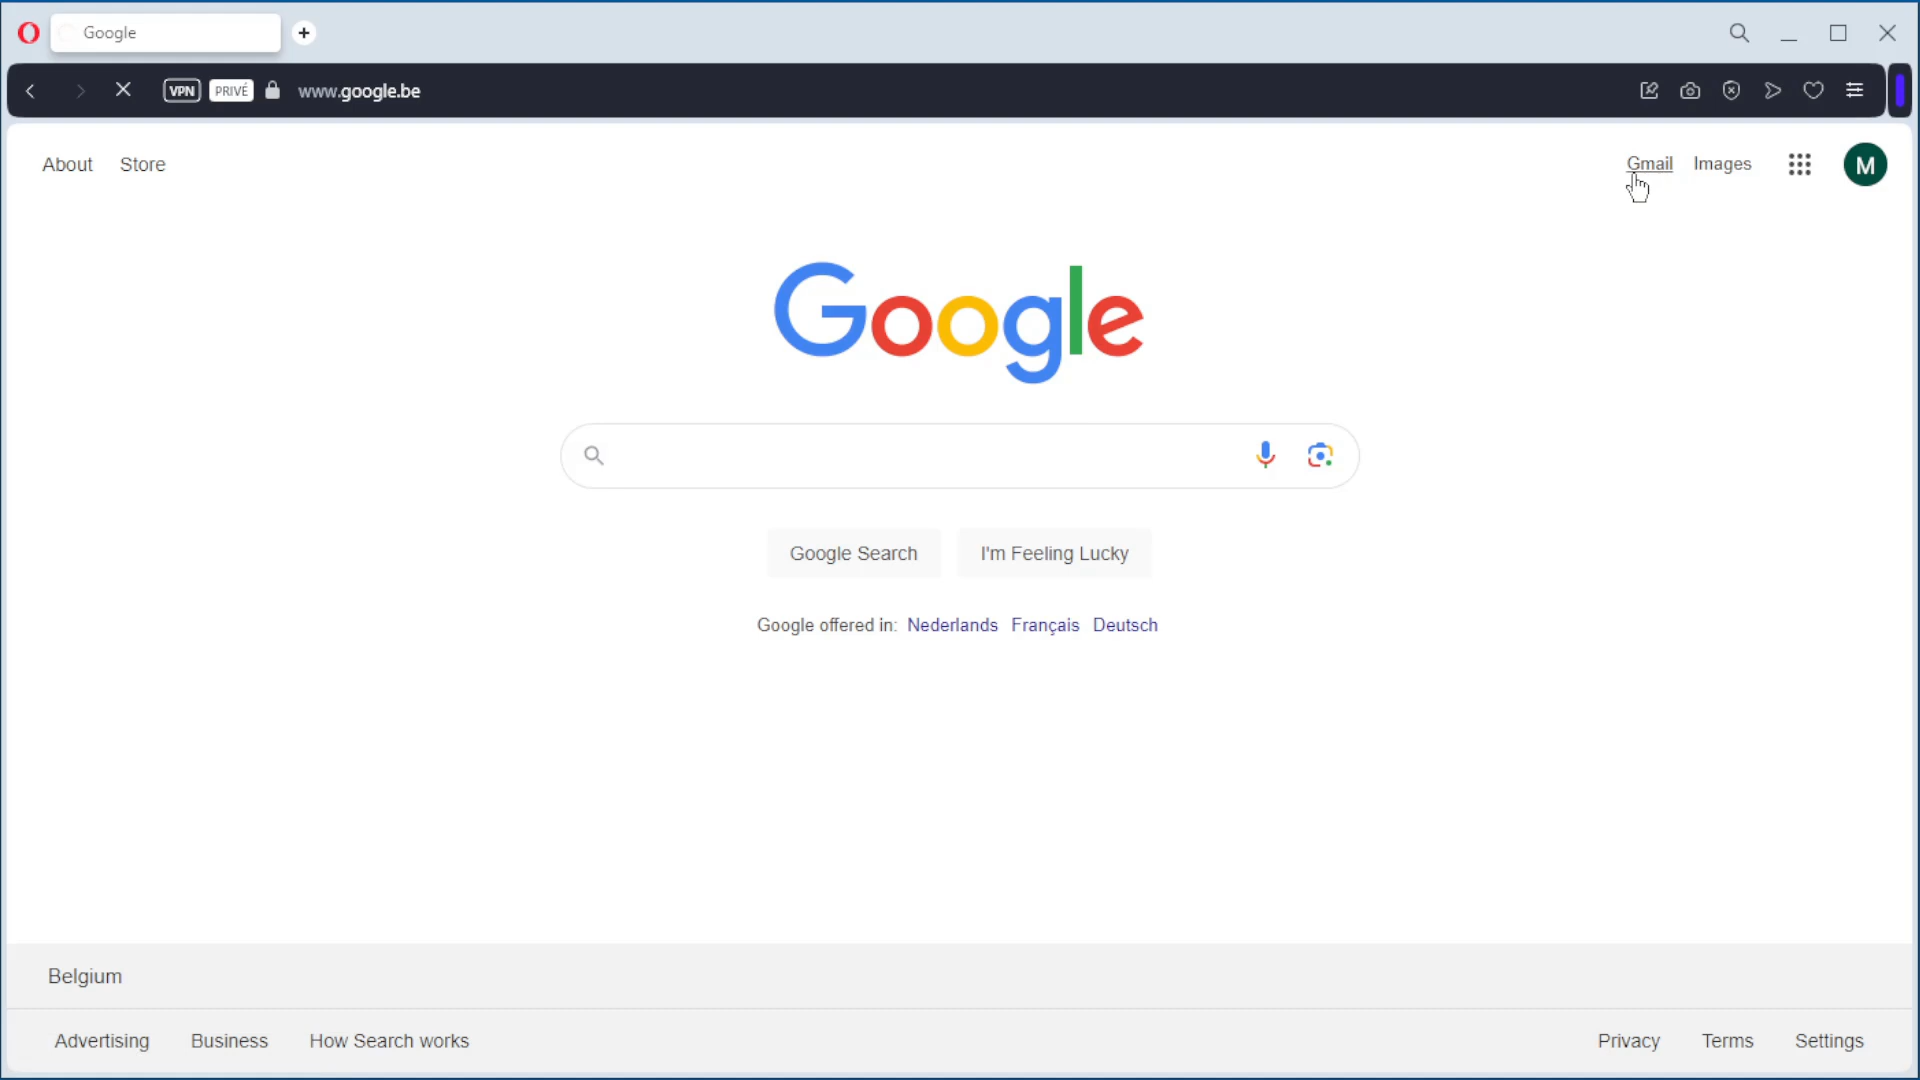 Google
VPN PRIVÉ www.google.be
About Store Gmail Images M
Google
Google Search I'm Feeling Lucky
Google offered in: Nederlands Français Deutsch
Belgium
Advertising Business How Search works Privacy Terms Settings